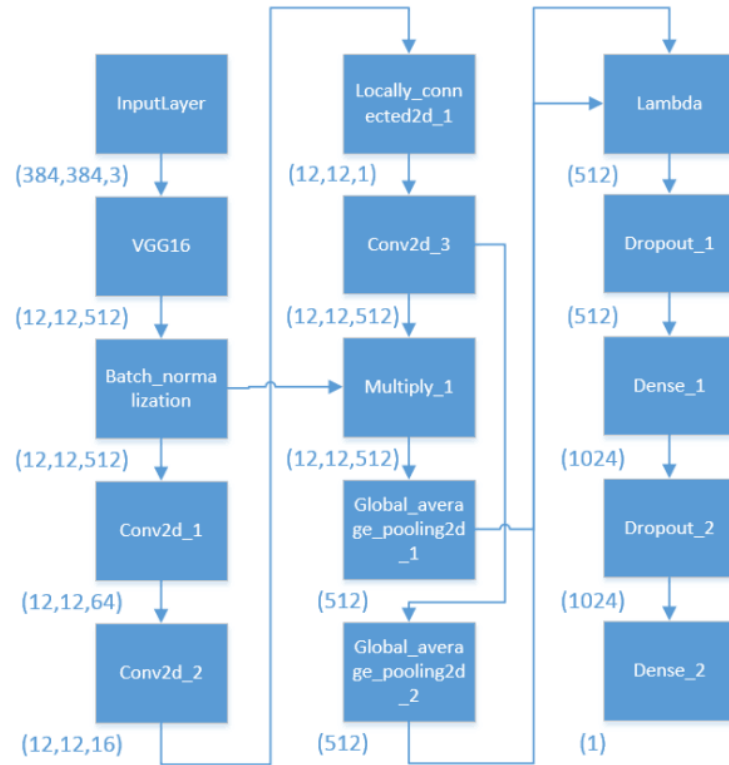 InputLayer
(384,384,3)
VGG16
(12,12,512)
Batch_norma
lization
(12,12,512)
Conv2d_1
(12,12,64)
Conv2d_2
(12,12,16)
Locally_conn
ected2d_1
(12,12,1)
Conv2d_3
(12,12,512)
Multiply_1
(12,12,512)
Global_avera
ge_pooling2d
_1
(512)
Global_avera
ge_pooling2d
_2
(512)
Lambda
(512)
Dropout_1
(512)
Dense_1
(1024)
Dropout_2
(1024)
Dense_2
(1)